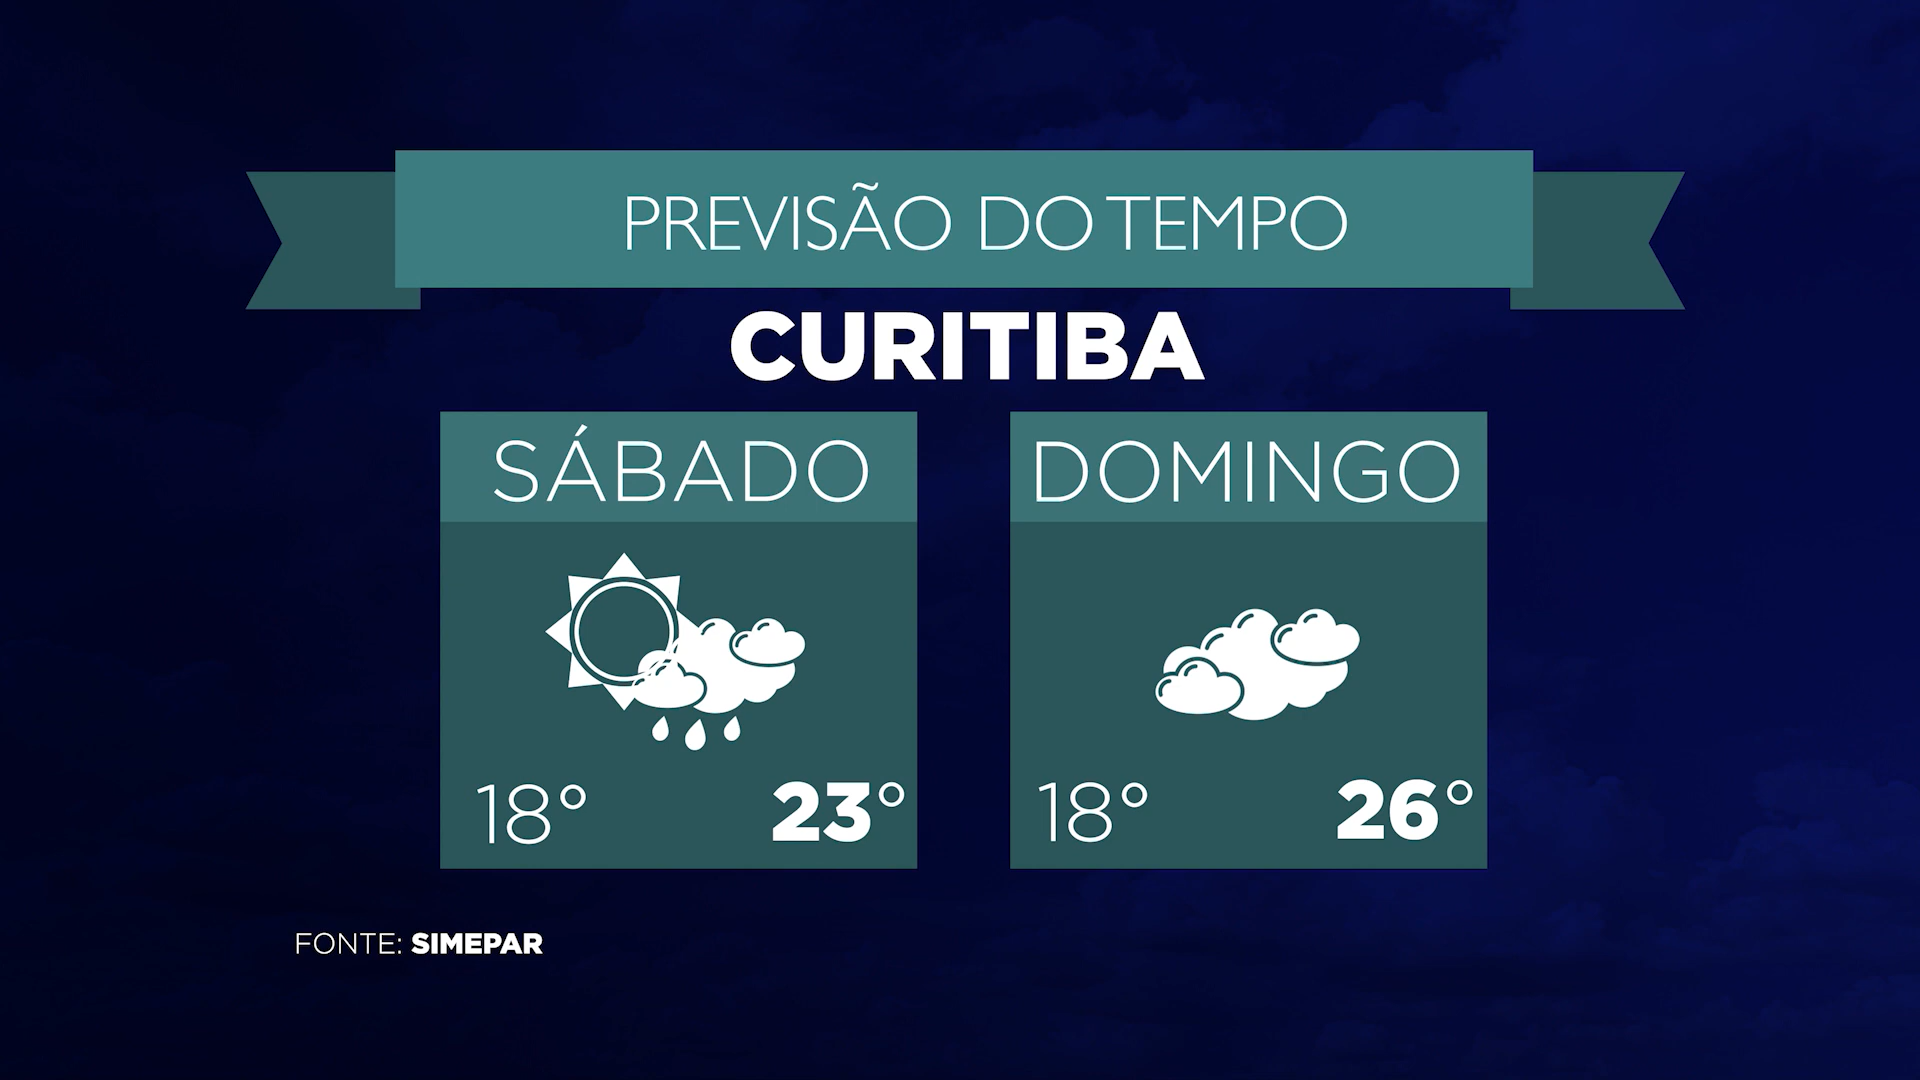 PREVISÃO DO TEMPO
CURITIBA
SÁBADO
18° 23°
DOMINGO
18° 26°
FONTE: SIMEPAR